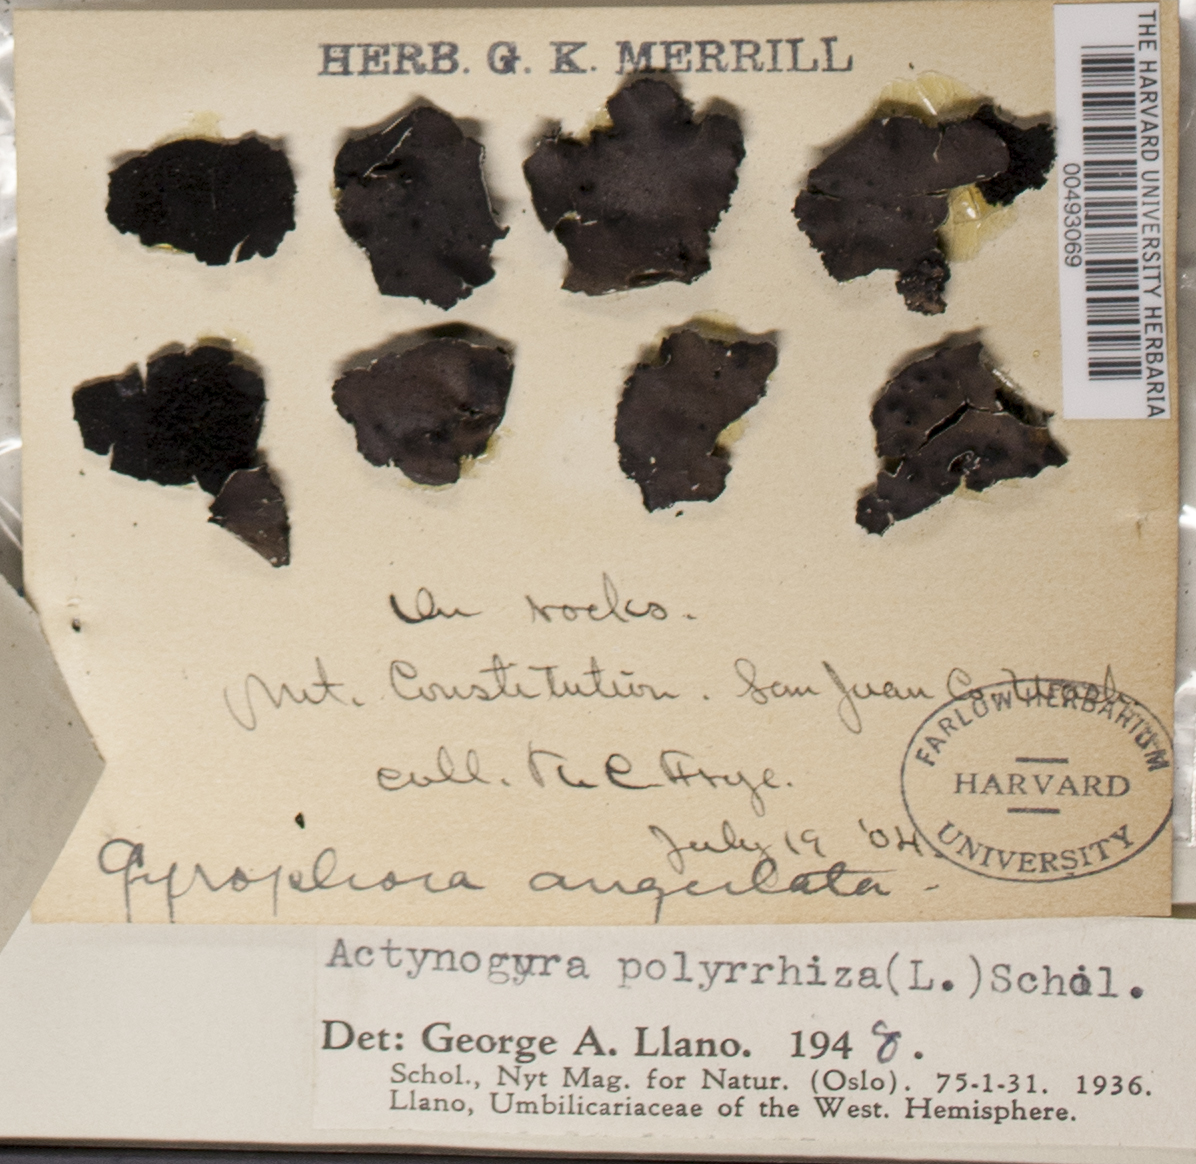 HERB. G. K. MERRILL
THE HARVARD UNIVERSITY HERBARIA
00493069
On rocks.
Mt. Constitution. San Juan Co. Wash.
coll. T. C. Frye.
July 19 '04.
FARLOW HERBARIUM
HARVARD
UNIVERSITY
Gyrophora angulata.
Actynogyra polyrrhiza(L.)Schol.
Det: George A. Llano. 1948.
Schol., Nyt Mag. for Natur. (Oslo). 75-1-31. 1936.
Llano, Umbilicariaceae of the West. Hemisphere.